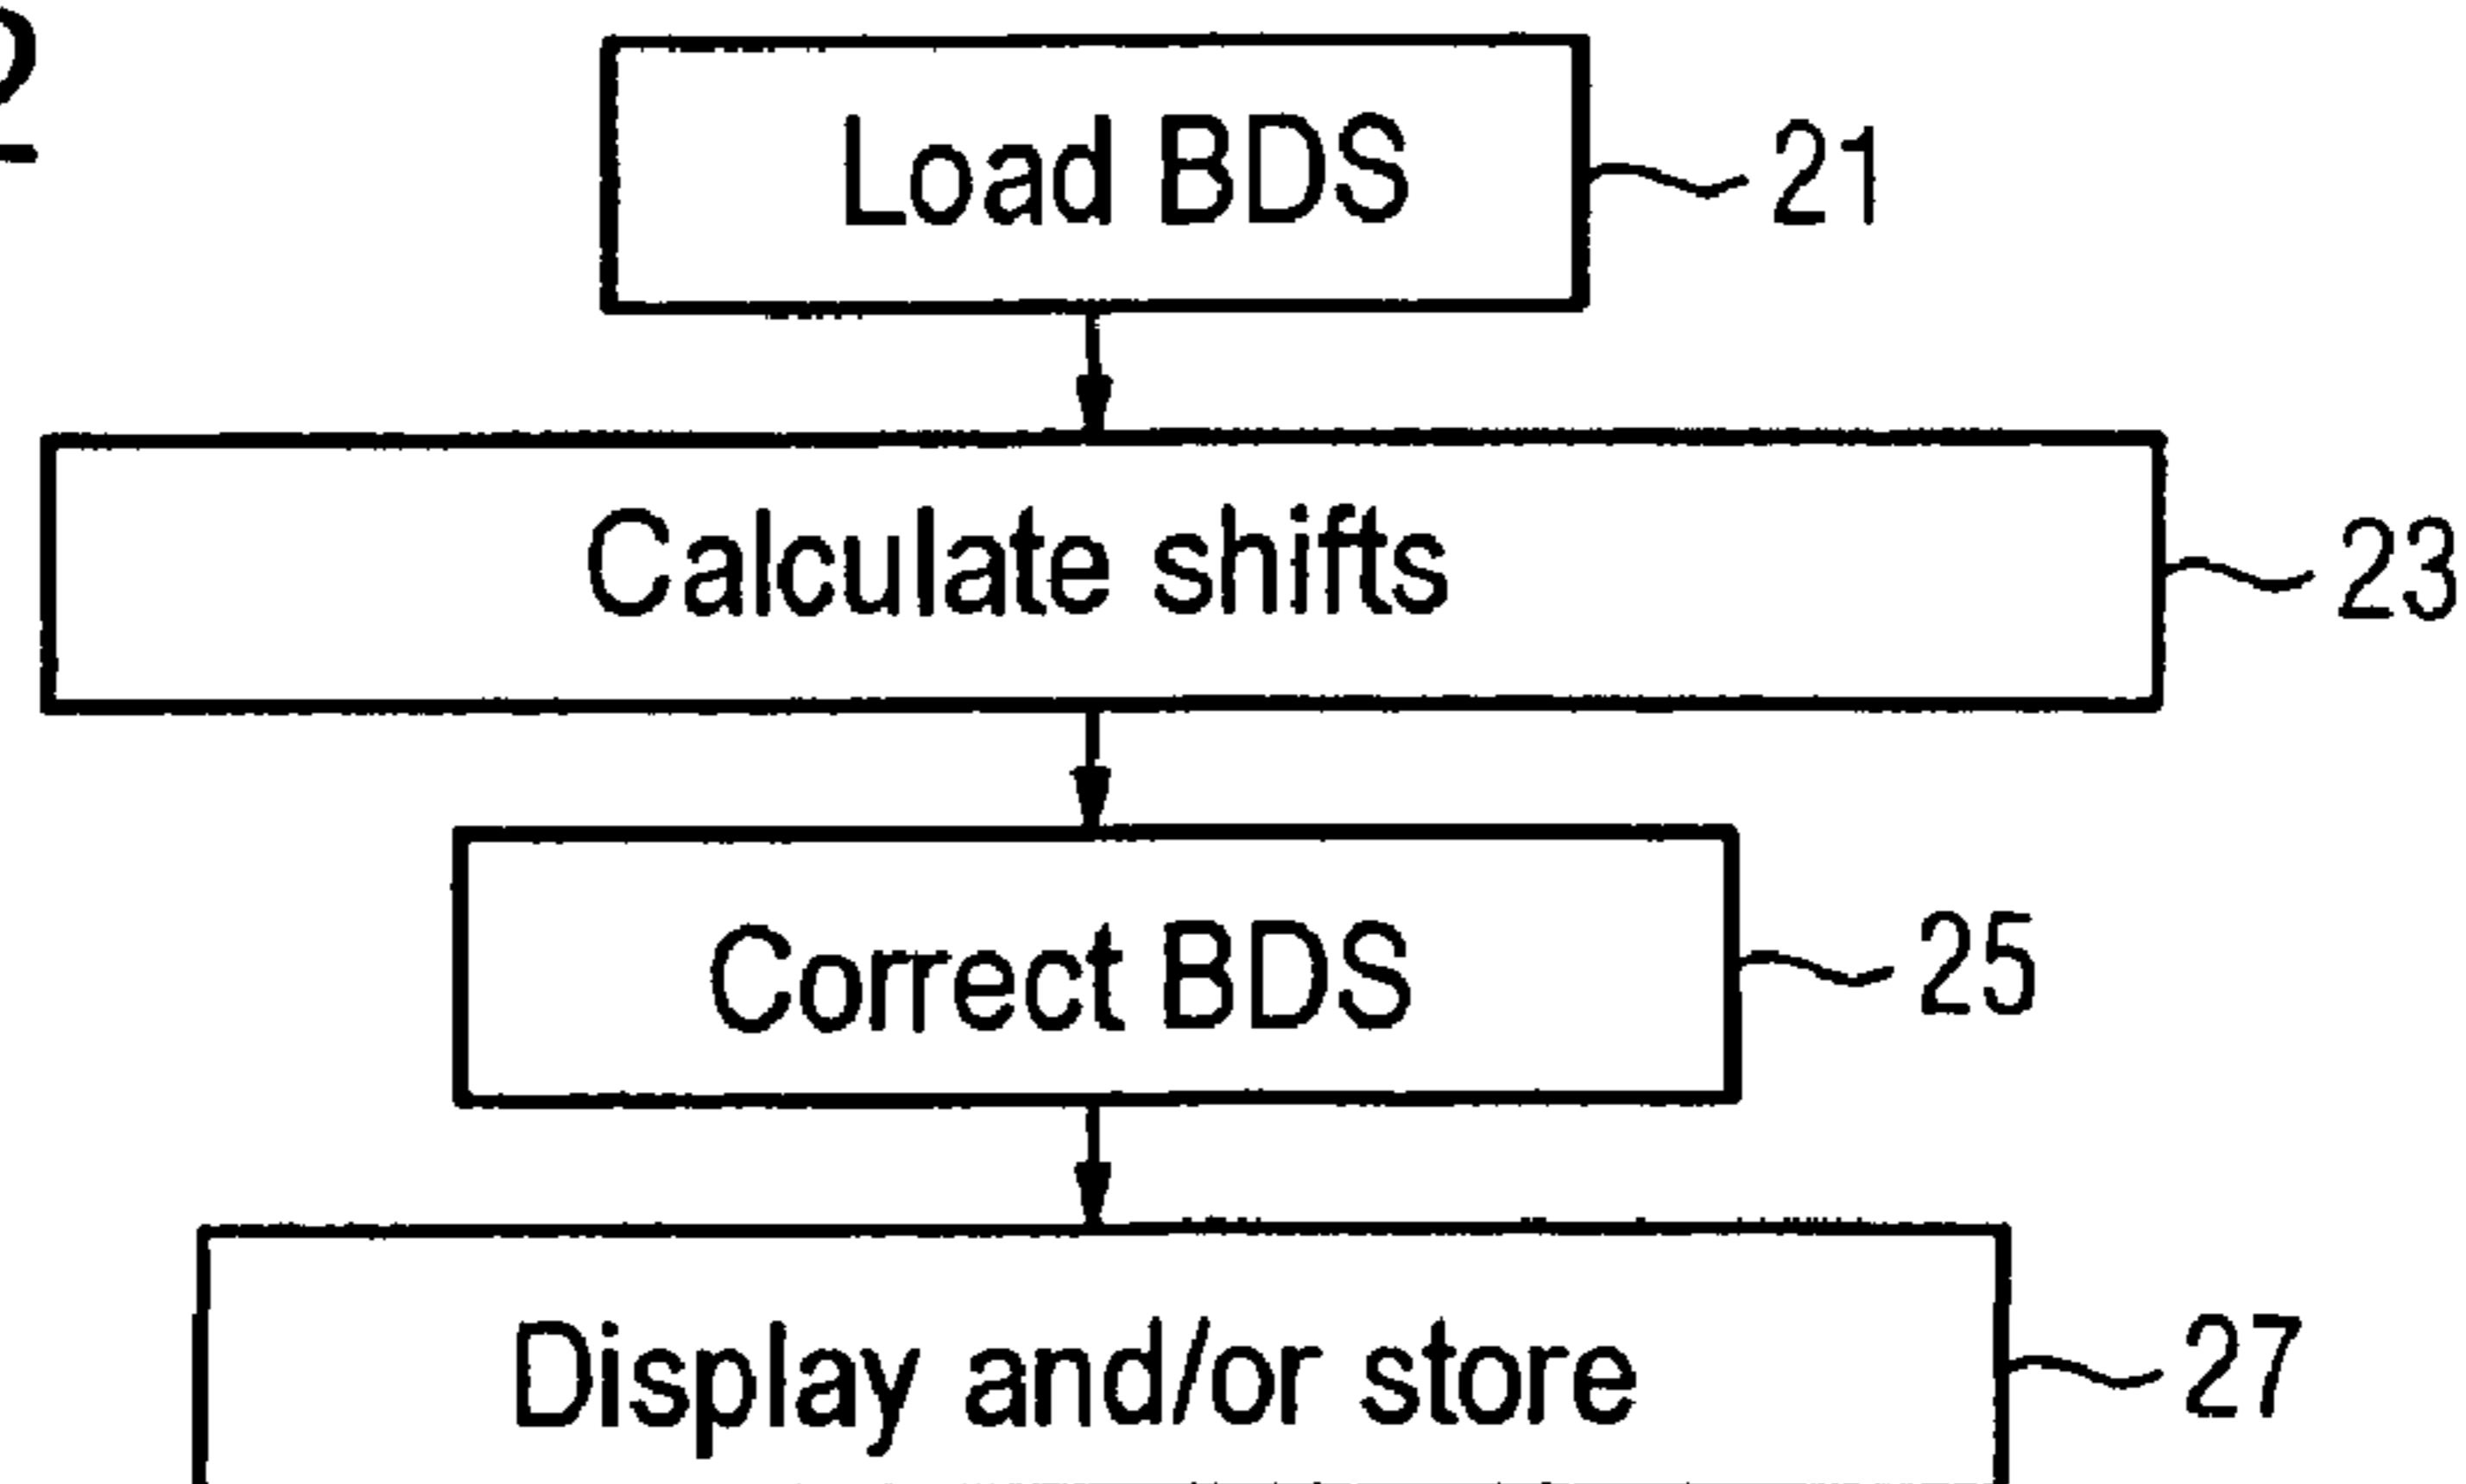 2
Load BDS
21
Calculate shifts
23
Correct BDS
25
Display and/or store
27